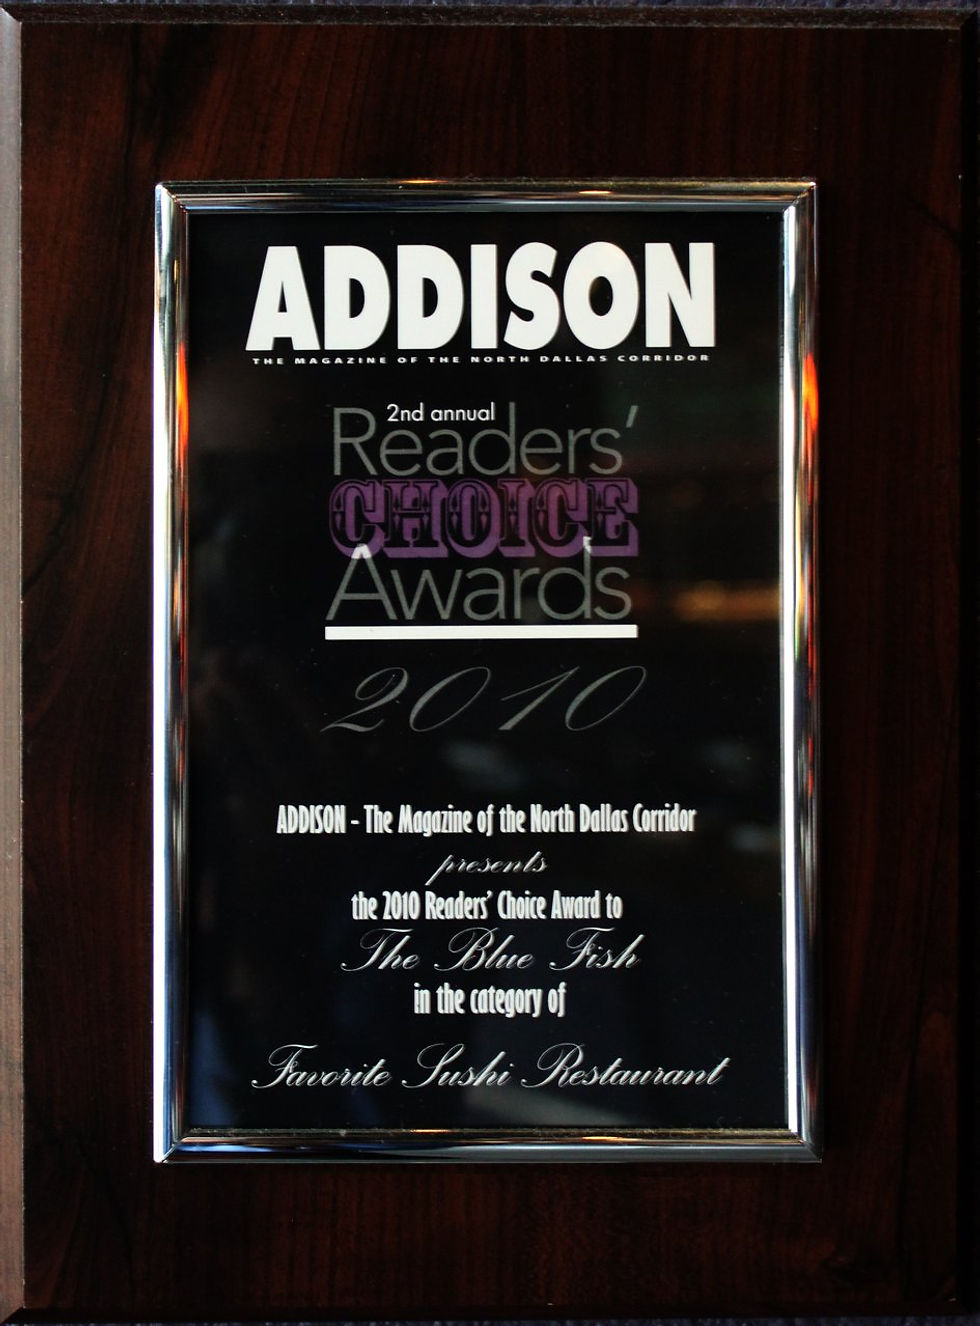 ADDISON
THE MAGAZINE OF THE NORTH DALLAS CORRIDOR
2nd annual
Readers'
CHOICE
Awards
2010
ADDISON - The Magazine of the North Dallas Corridor
presents
the 2010 Readers' Choice Award to
The Blue Fish
in the category of
Favorite Sushi Restaurant